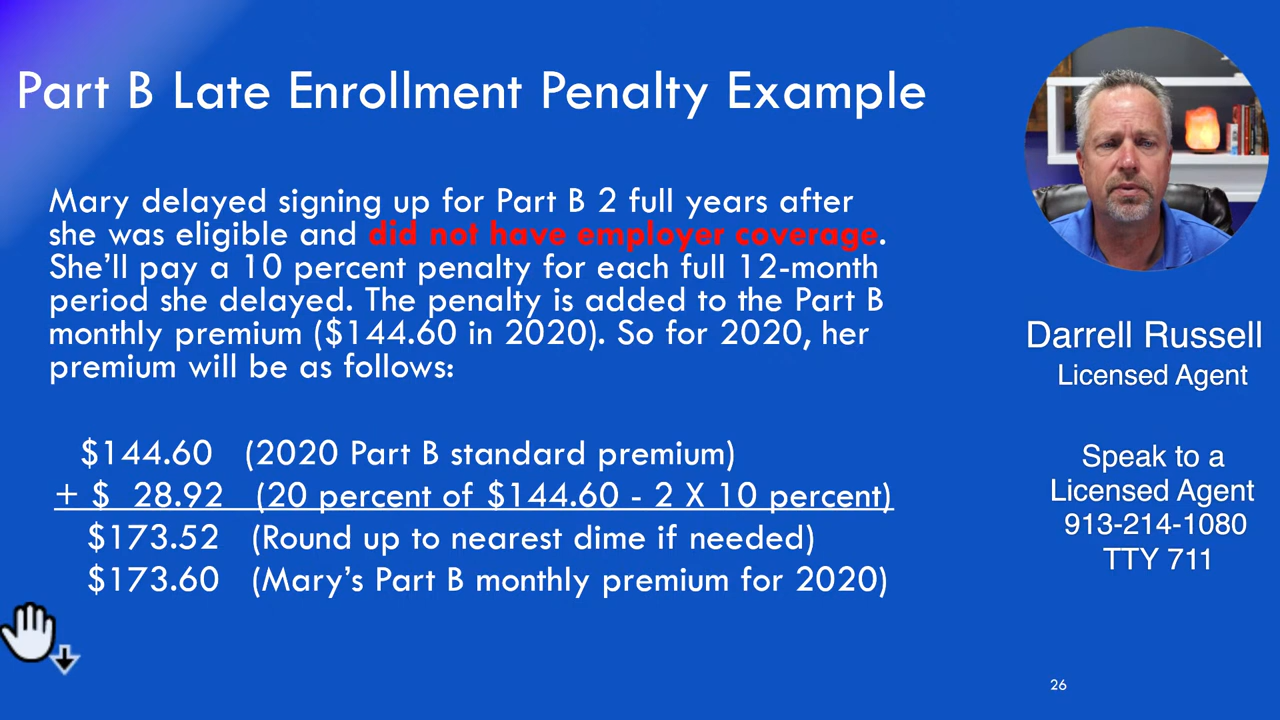 Part B Late Enrollment Penalty Example
Mary delayed signing up for Part B 2 full years after
she was eligible and did not have employer coverage.
She'll pay a 10 percent penalty for each full 12-month
period she delayed. The penalty is added to the Part B
monthly premium ($144.60 in 2020). So for 2020, her
premium will be as follows:
$144.60 (2020 Part B standard premium)
+ $ 28.92 (20 percent of $144.60 - 2 X 10 percent)
$173.52 (Round up to nearest dime if needed)
$173.60 (Mary's Part B monthly premium for 2020)
Darrell Russell
Licensed Agent
Speak to a
Licensed Agent
913-214-1080
TTY 711
26